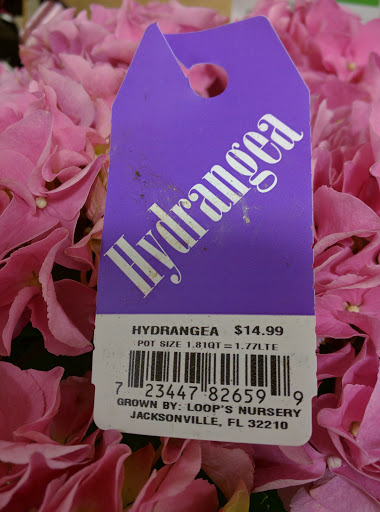 Hydrangea
HYDRANGEA $14.99
POT SIZE 1.81QT = 1.77LTE
7 23447 82659 9
GROWN BY: LOOP'S NURSERY
JACKSONVILLE, FL 32210